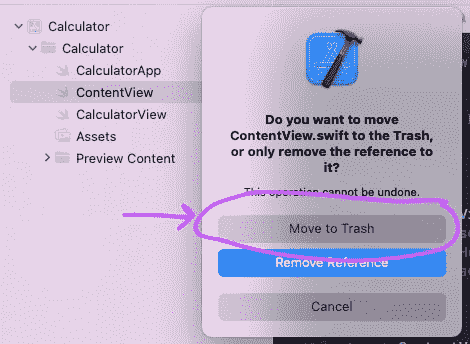 Calculator
Calculator
CalculatorApp
ContentView
CalculatorView
Assets
Preview Content
Do you want to move
ContentView.swift to the Trash,
or only remove the reference to
it?
This operation cannot be undone.
Move to Trash
Remove Reference
Cancel